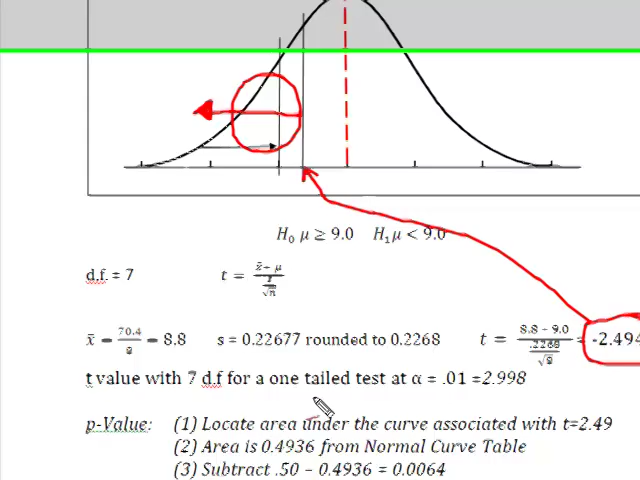 H₀ μ ≥ 9.0 H₁μ < 9.0
d.f. = 7 t = x̄− μ / s / √n
x̄ = 70.4 / 8 = 8.8 s = 0.22677 rounded to 0.2268 t = 8.8 − 9.0 / .2268 / √8 = -2.494
t value with 7 d.f for a one tailed test at α = .01 =2.998
p-Value: (1) Locate area under the curve associated with t=2.49
(2) Area is 0.4936 from Normal Curve Table
(3) Subtract .50 – 0.4936 = 0.0064